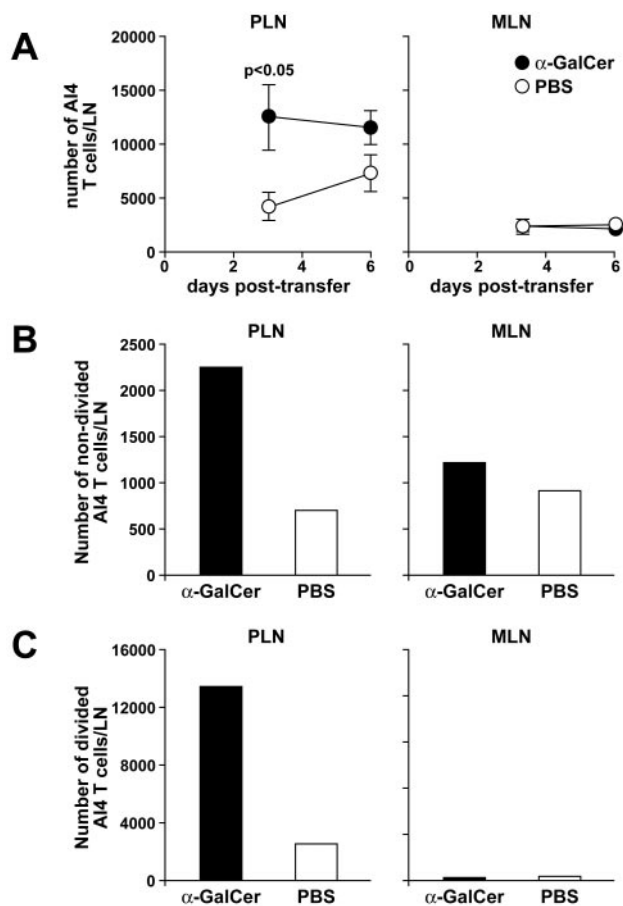 A
PLN
MLN
number of AI4
T cells/LN
20000
15000
10000
5000
0
p<0.05
α-GalCer
PBS
0 2 4 6
0 2 4 6
days post-transfer
days post-transfer
B
PLN
MLN
Number of non-divided
AI4 T cells/LN
2500
2000
1500
1000
500
0
α-GalCer PBS
α-GalCer PBS
C
PLN
MLN
Number of divided
AI4 T cells/LN
16000
12000
8000
4000
0
α-GalCer PBS
α-GalCer PBS